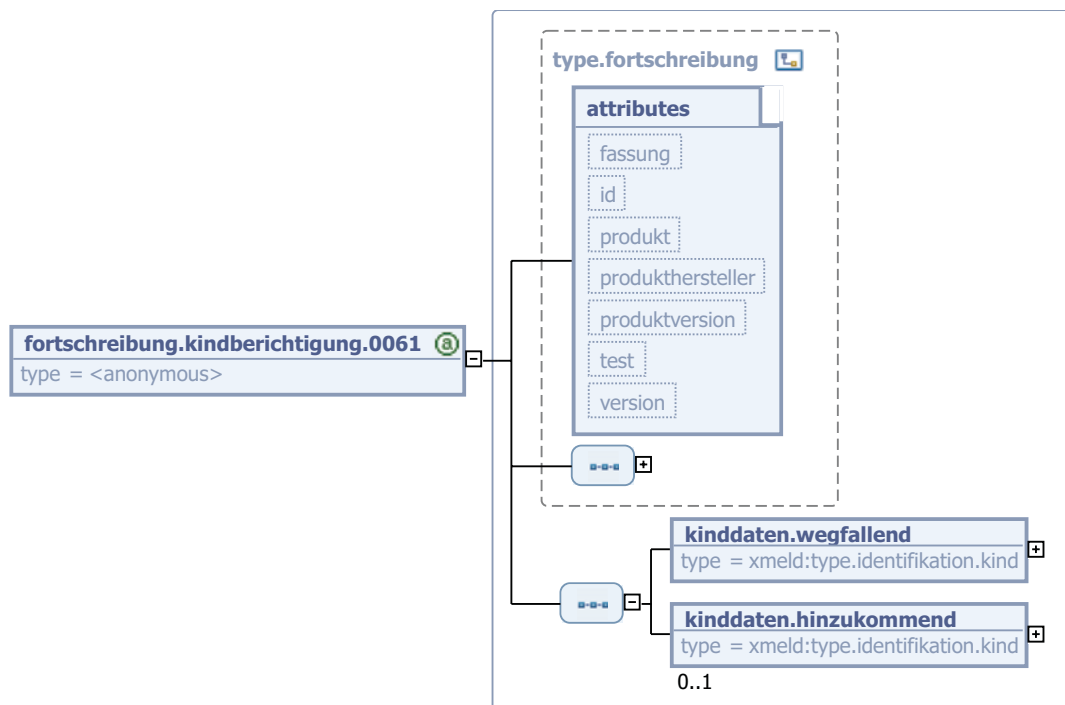 type.fortschreibung
attributes
fassung
id
produkt
produkthersteller
produktversion
test
version
fortschreibung.kindberichtigung.0061 @
type = <anonymous>
kinddaten.wegfallend
type = xmeld:type.identifikation.kind
kinddaten.hinzukommend
type = xmeld:type.identifikation.kind
0..1